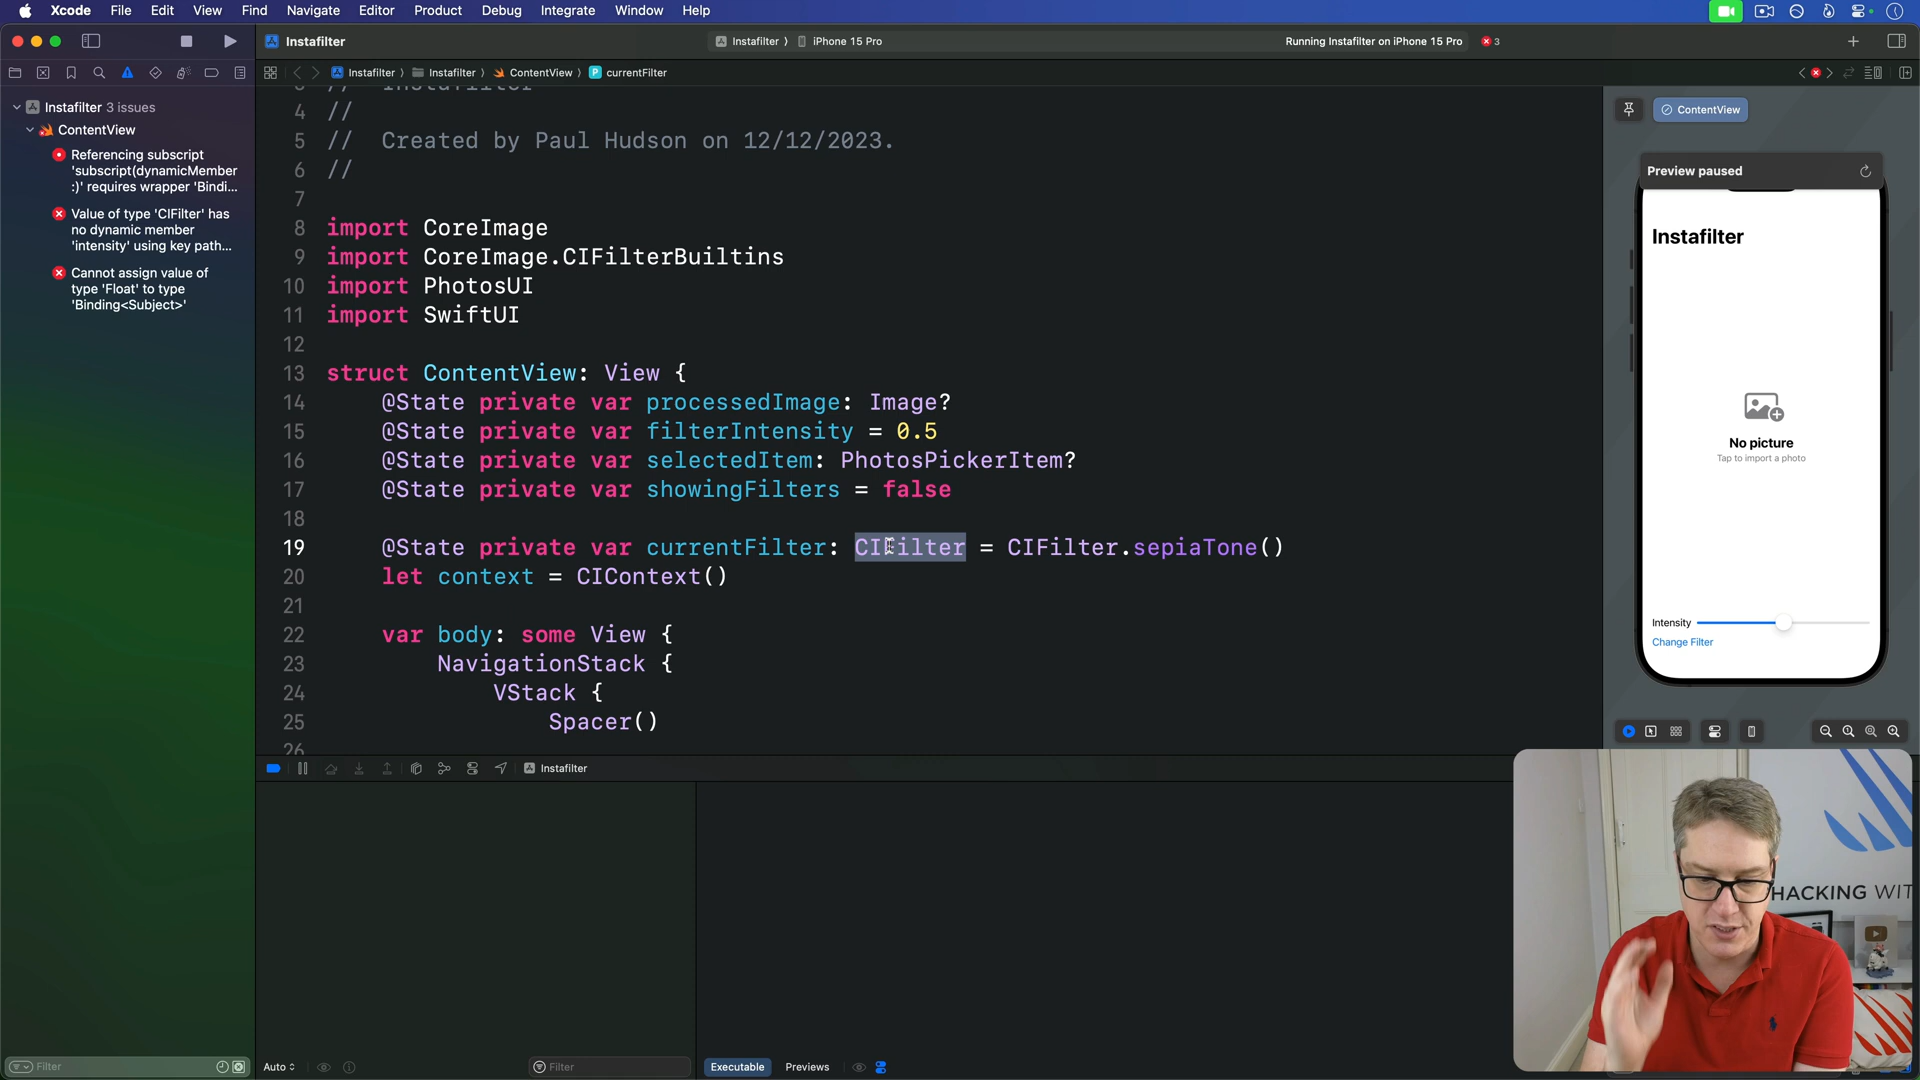 Xcode File Edit View Find Navigate Editor Product Debug Integrate Window Help
Instafilter
Instafilter iPhone 15 Pro
Running Instafilter on iPhone 15 Pro 3
Instafilter Instafilter ContentView currentFilter
Instafilter 3 issues
ContentView
Referencing subscript
'subscript(dynamicMember
:)' requires wrapper 'Bindi...
Value of type 'CIFilter' has
no dynamic member
'intensity' using key path...
Cannot assign value of
type 'Float' to type
'Binding<Subject>'
3 // Instafilter
4 //
5 // Created by Paul Hudson on 12/12/2023.
6 //
7
8 import CoreImage
9 import CoreImage.CIFilterBuiltins
10 import PhotosUI
11 import SwiftUI
12
13 struct ContentView: View {
14 @State private var processedImage: Image?
15 @State private var filterIntensity = 0.5
16 @State private var selectedItem: PhotosPickerItem?
17 @State private var showingFilters = false
18
19 @State private var currentFilter: CIFilter = CIFilter.sepiaTone()
20 let context = CIContext()
21
22 var body: some View {
23 NavigationStack {
24 VStack {
25 Spacer()
26
ContentView
Preview paused
Instafilter
No picture
Tap to import a photo
Intensity
Change Filter
Instafilter
HACKING WIT
Filter
Auto
Filter
Executable Previews